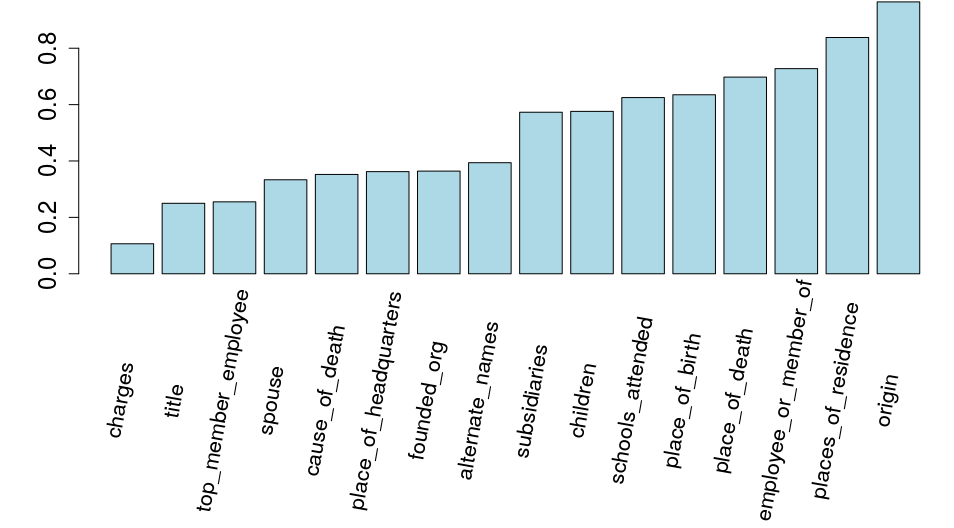 0.8
0.6
0.4
0.2
0.0
charges
title
top_member_employee
spouse
cause_of_death
place_of_headquarters
founded_org
alternate_names
subsidiaries
children
schools_attended
place_of_birth
place_of_death
employee_or_member_of
places_of_residence
origin